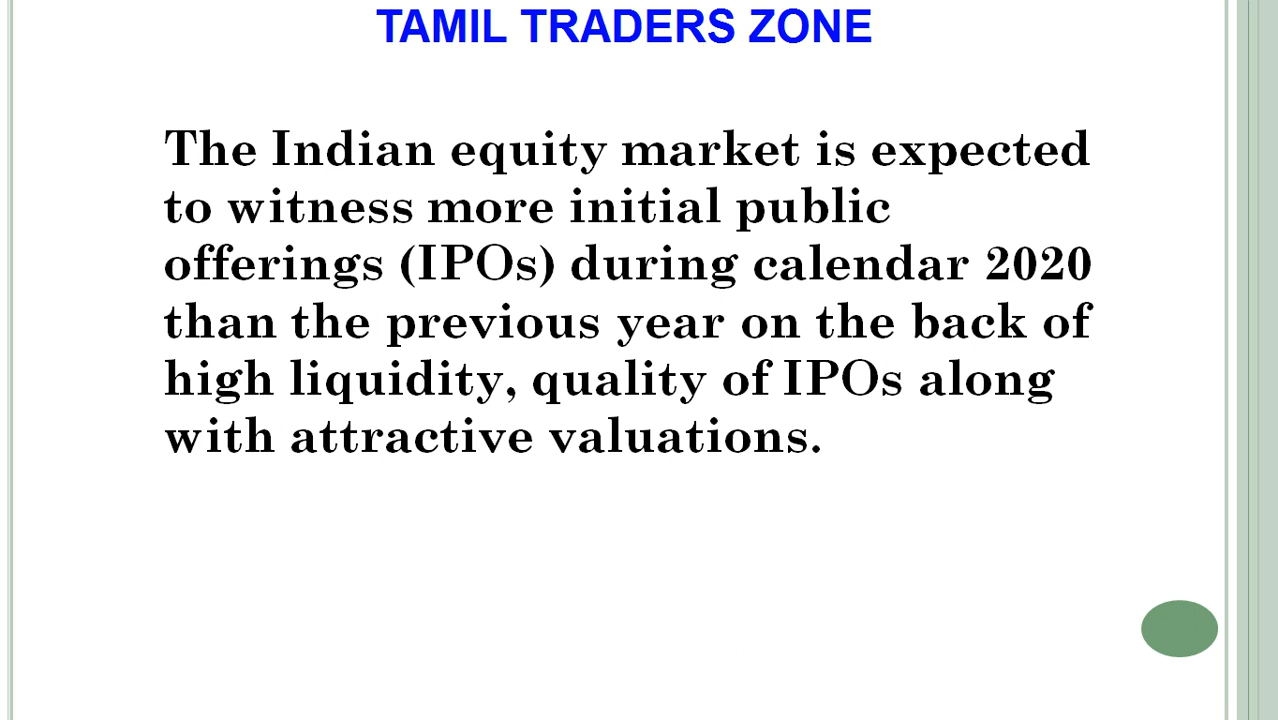 TAMIL TRADERS ZONE
The Indian equity market is expected
to witness more initial public
offerings (IPOs) during calendar 2020
than the previous year on the back of
high liquidity, quality of IPOs along
with attractive valuations.